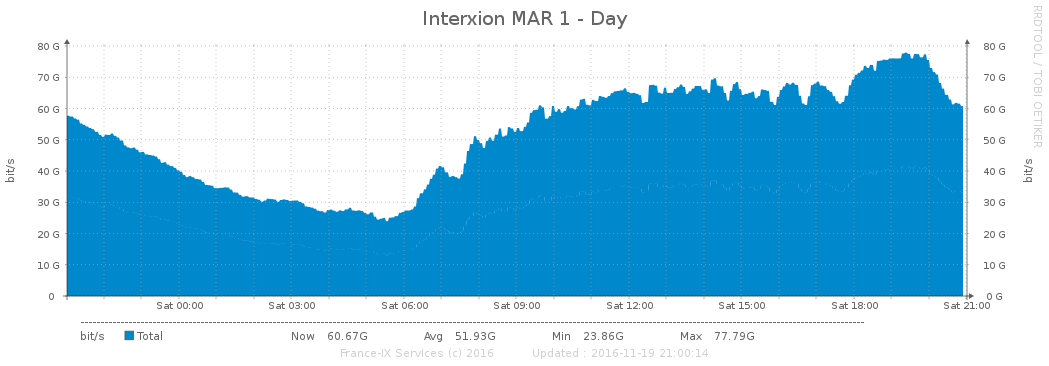 Interxion MAR 1 - Day
RRDTOOL / TOBI OETIKER
bit/s
80 G 80 G
70 G 70 G
60 G 60 G
50 G 50 G
40 G 40 G
30 G 30 G
20 G 20 G
10 G 10 G
0 0 G
bit/s
Sat 00:00 Sat 03:00 Sat 06:00 Sat 09:00 Sat 12:00 Sat 15:00 Sat 18:00 Sat 21:00
bit/s Total Now 60.67G Avg 51.93G Min 23.86G Max 77.79G
France-IX Services (c) 2016 Updated : 2016-11-19 21:00:14